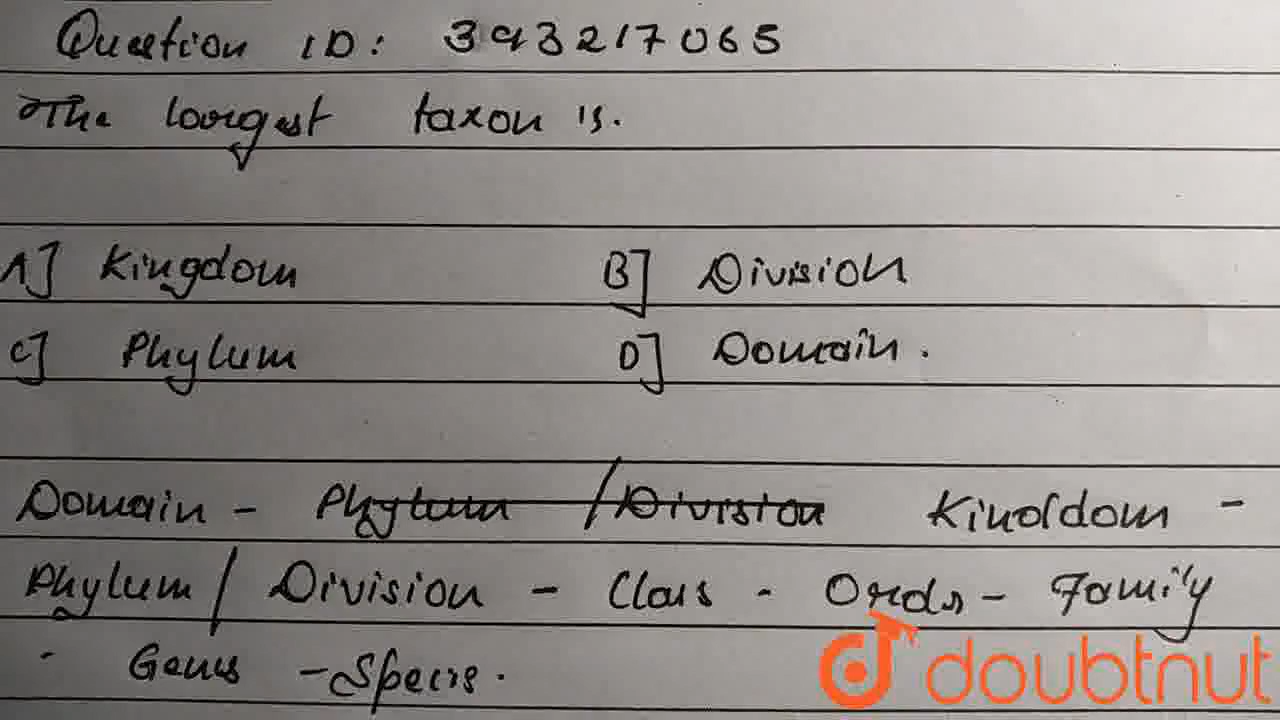 Question ID: 393217065
The largest taxon is.
A] Kingdom B] Division
C] Phylum D] Domain.
Domain - Phylum / Division Kingdom -
Phylum / Division - Class - Order - Family
- Genus - Species.
doubtnut